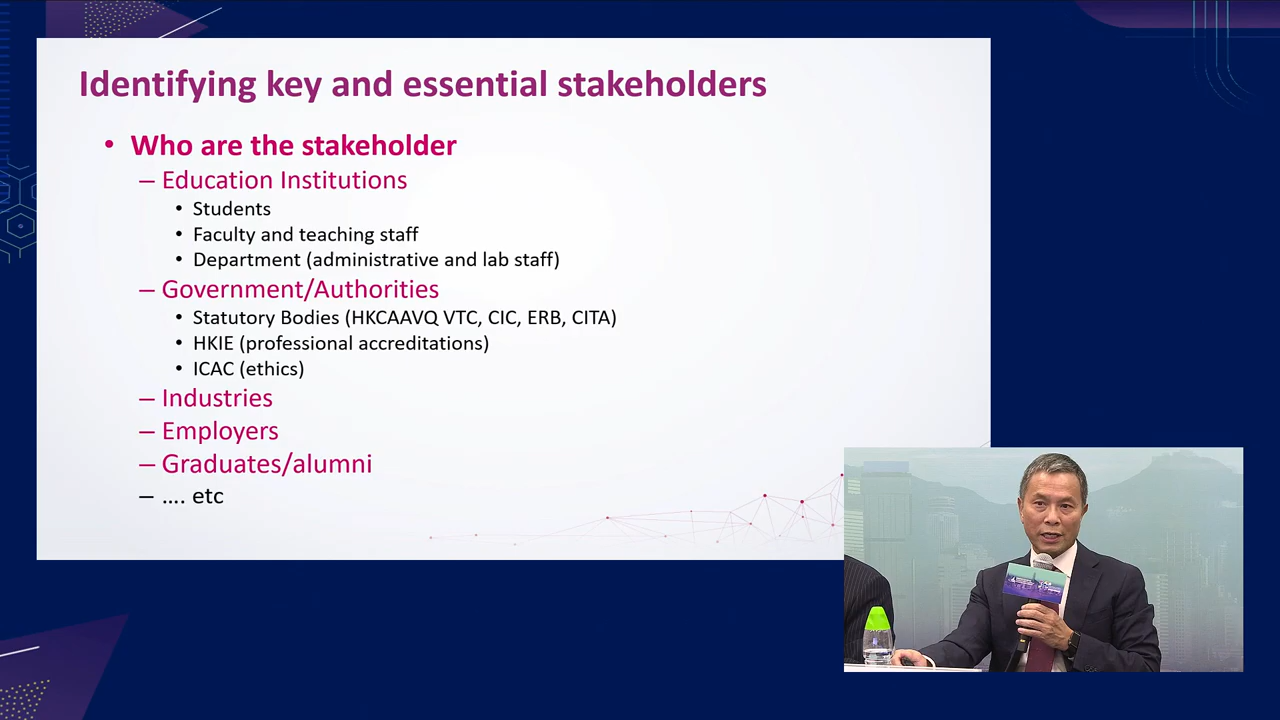 Identifying key and essential stakeholders
• Who are the stakeholder
– Education Institutions
• Students
• Faculty and teaching staff
• Department (administrative and lab staff)
– Government/Authorities
• Statutory Bodies (HKCAAVQ VTC, CIC, ERB, CITA)
• HKIE (professional accreditations)
• ICAC (ethics)
– Industries
– Employers
– Graduates/alumni
– .... etc